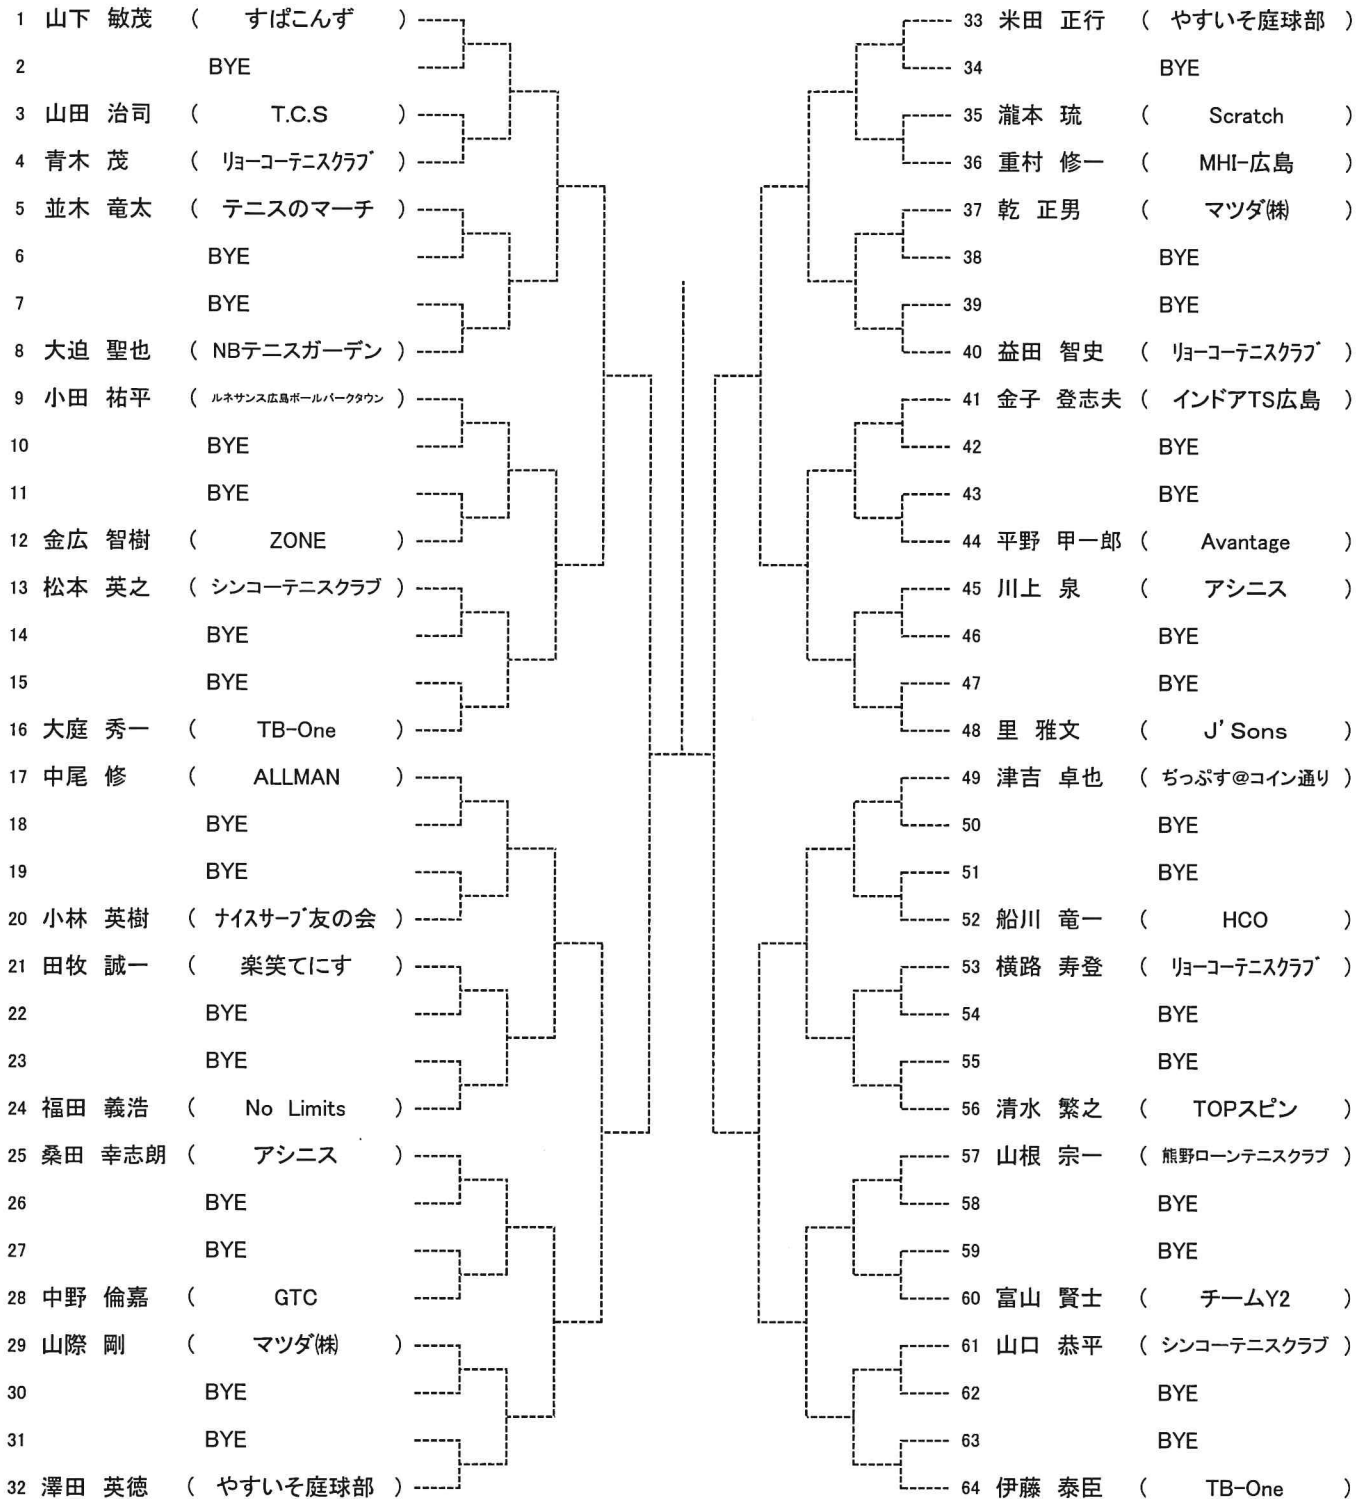 1 山下 敏茂 ( すぱこんず )
2 BYE
3 山田 治司 ( T.C.S )
4 青木 茂 ( リョーコーテニスクラブ )
5 並木 竜太 ( テニスのマーチ )
6 BYE
7 BYE
8 大迫 聖也 ( NBテニスガーデン )
9 小田 祐平 ( ルネサンス広島ボールパークタウン )
10 BYE
11 BYE
12 金広 智樹 ( ZONE )
13 松本 英之 ( シンコーテニスクラブ )
14 BYE
15 BYE
16 大庭 秀一 ( TB-One )
17 中尾 修 ( ALLMAN )
18 BYE
19 BYE
20 小林 英樹 ( ナイスサーブ友の会 )
21 田牧 誠一 ( 楽笑てにす )
22 BYE
23 BYE
24 福田 義浩 ( No Limits )
25 桑田 幸志朗 ( アシニス )
26 BYE
27 BYE
28 中野 倫嘉 ( GTC )
29 山際 剛 ( マツダ㈱ )
30 BYE
31 BYE
32 澤田 英徳 ( やすいそ庭球部 )
33 米田 正行 ( やすいそ庭球部 )
34 BYE
35 瀧本 琉 ( Scratch )
36 重村 修一 ( MHI-広島 )
37 乾 正男 ( マツダ㈱ )
38 BYE
39 BYE
40 益田 智史 ( リョーコーテニスクラブ )
41 金子 登志夫 ( インドアTS広島 )
42 BYE
43 BYE
44 平野 甲一郎 ( Avantage )
45 川上 泉 ( アシニス )
46 BYE
47 BYE
48 里 雅文 ( J'Sons )
49 津吉 卓也 ( ぢっぷす@コイン通り )
50 BYE
51 BYE
52 船川 竜一 ( HCO )
53 横路 寿登 ( リョーコーテニスクラブ )
54 BYE
55 BYE
56 清水 繁之 ( TOPスピン )
57 山根 宗一 ( 熊野ローンテニスクラブ )
58 BYE
59 BYE
60 富山 賢士 ( チームY2 )
61 山口 恭平 ( シンコーテニスクラブ )
62 BYE
63 BYE
64 伊藤 泰臣 ( TB-One )